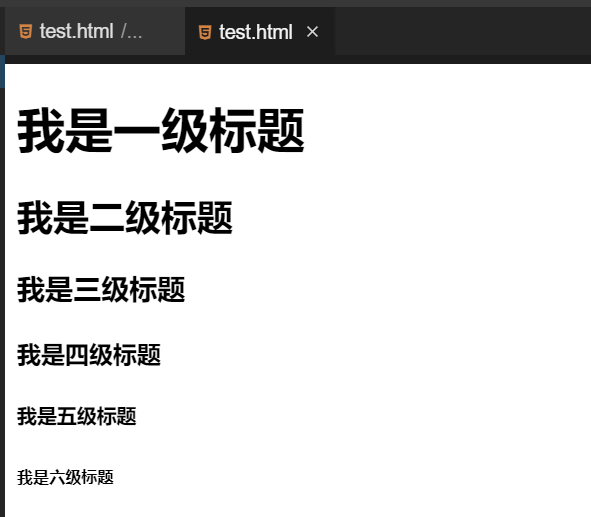 test.html /... test.html ×
我是一级标题
我是二级标题
我是三级标题
我是四级标题
我是五级标题
我是六级标题